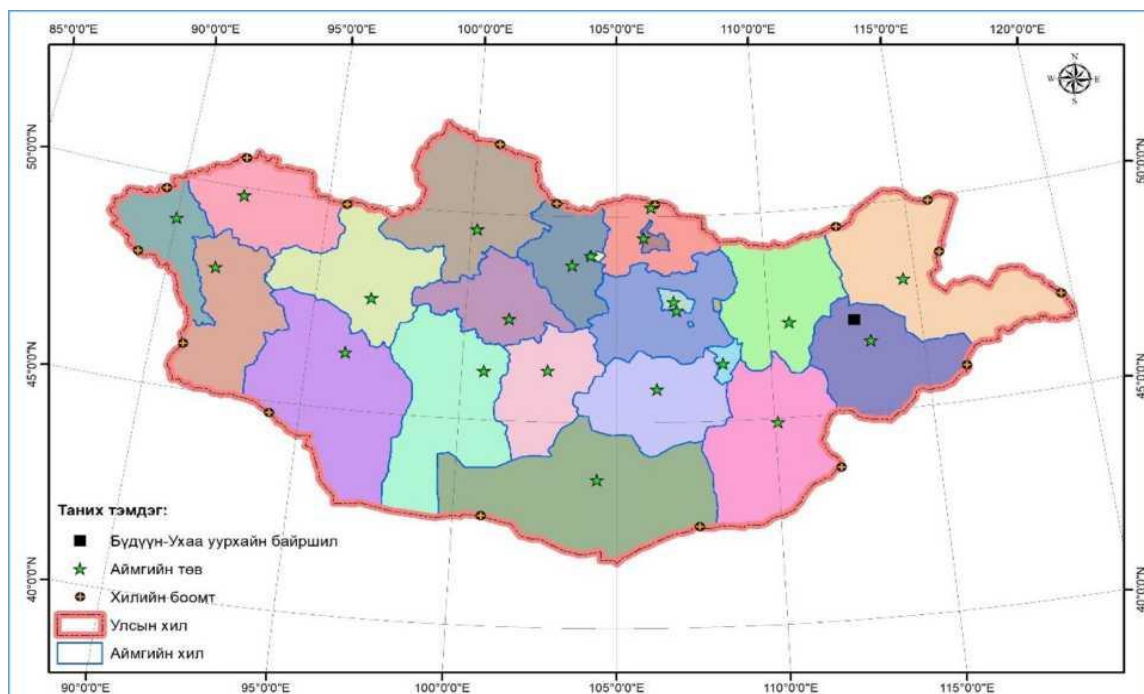 85°0'0"E 90°0'0"E 95°0'0"E 100°0'0"E 105°0'0"E 110°0'0"E 115°0'0"E 120°0'0"E
N
W E
S
50°0'0"N 50°0'0"N
45°0'0"N 45°0'0"N
40°0'0"N 40°0'0"N
Таних тэмдэг:
Бүдүүн-Ухаа уурхайн байршил
Аймгийн төв
Хилийн боомт
Улсын хил
Аймгийн хил
90°0'0"E 95°0'0"E 100°0'0"E 105°0'0"E 110°0'0"E 115°0'0"E